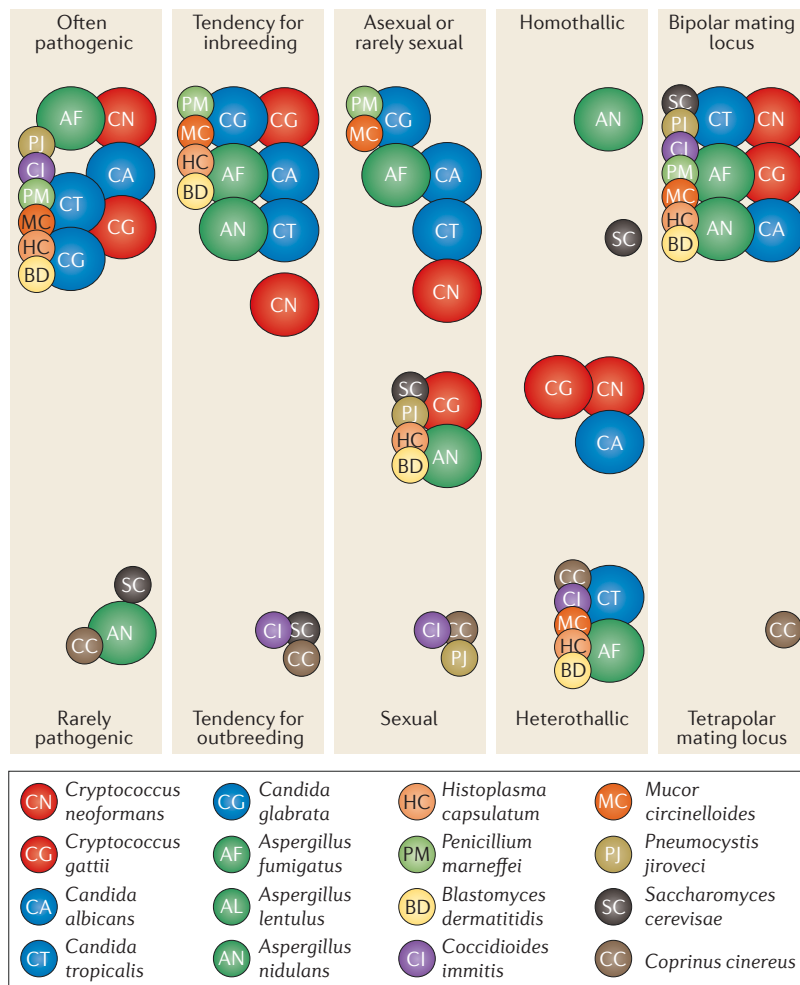 Often
pathogenic
Tendency for
inbreeding
Asexual or
rarely sexual
Homothallic
Bipolar mating
locus
AF
CN
PJ
CI
CA
PM
CT
MC
CG
HC
CG
BD
SC
AN
CC
PM
CG
CG
MC
HC
AF
CA
BD
AN
CT
CN
CI
SC
CC
PM
CG
MC
AF
CA
CT
CN
SC
CG
PJ
HC
AN
BD
CI
CC
PJ
AN
SC
CG
CN
CA
CC
CT
CI
MC
AF
HC
BD
SC
CT
CN
PJ
CI
PM
AF
CG
MC
HC
AN
CA
BD
CC
Rarely
pathogenic
Tendency for
outbreeding
Sexual
Heterothallic
Tetrapolar
mating locus
CN
Cryptococcus
neoformans
CG
Candida
glabrata
HC
Histoplasma
capsulatum
MC
Mucor
circinelloides
CG
Cryptococcus
gattii
AF
Aspergillus
fumigatus
PM
Penicillium
marneffei
PJ
Pneumocystis
jiroveci
CA
Candida
albicans
AL
Aspergillus
lentulus
BD
Blastomyces
dermatitidis
SC
Saccharomyces
cerevisae
CT
Candida
tropicalis
AN
Aspergillus
nidulans
CI
Coccidioides
immitis
CC
Coprinus cinereus